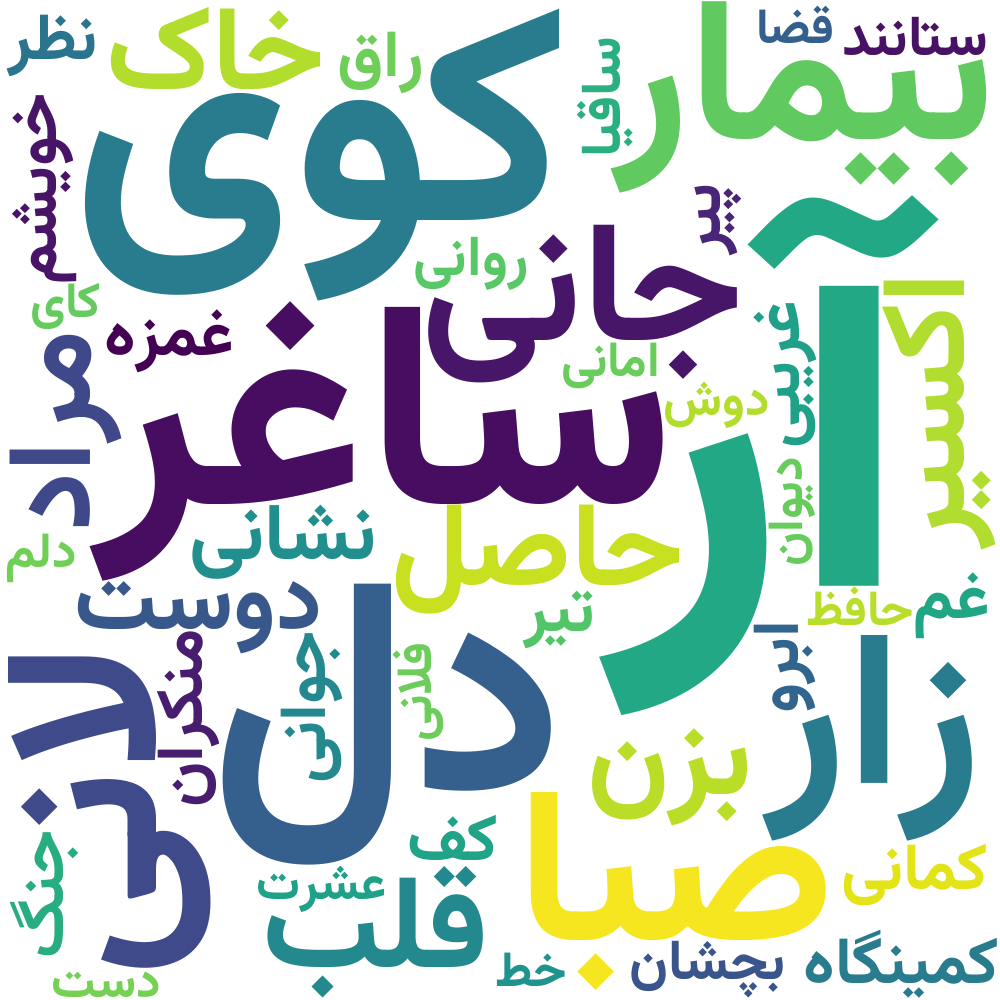 بیمار
ستانند
قضا
ساقیا
کوی
راق
خاک
نظر
خویشم
پیر
آر
جانی
روانی
کای
غمزه
ساغر
امانی
دوش
غریبی
اکسیر
مراد
دیوان
حاصل
نشانی
دلم
دوست
تیر
حافظ
غم
ابرو
زار
دل
فلانی
جوانی
منکران
لانی
بزن
صبا
کف
کمانی
جنگ
عشرت
قلب
کمینگاه
بچشان
خط
دست